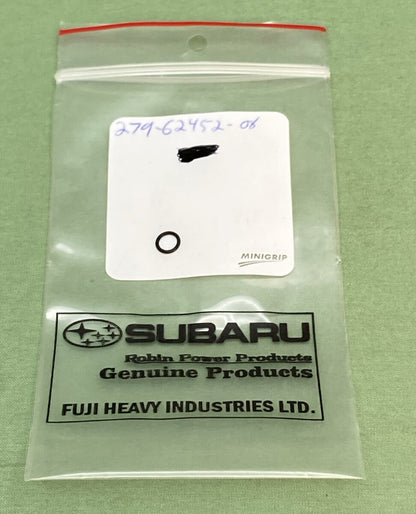 279-62452-06
MINIGRIP
SUBARU
Robin Power Products
Genuine Products
FUJI HEAVY INDUSTRIES LTD.